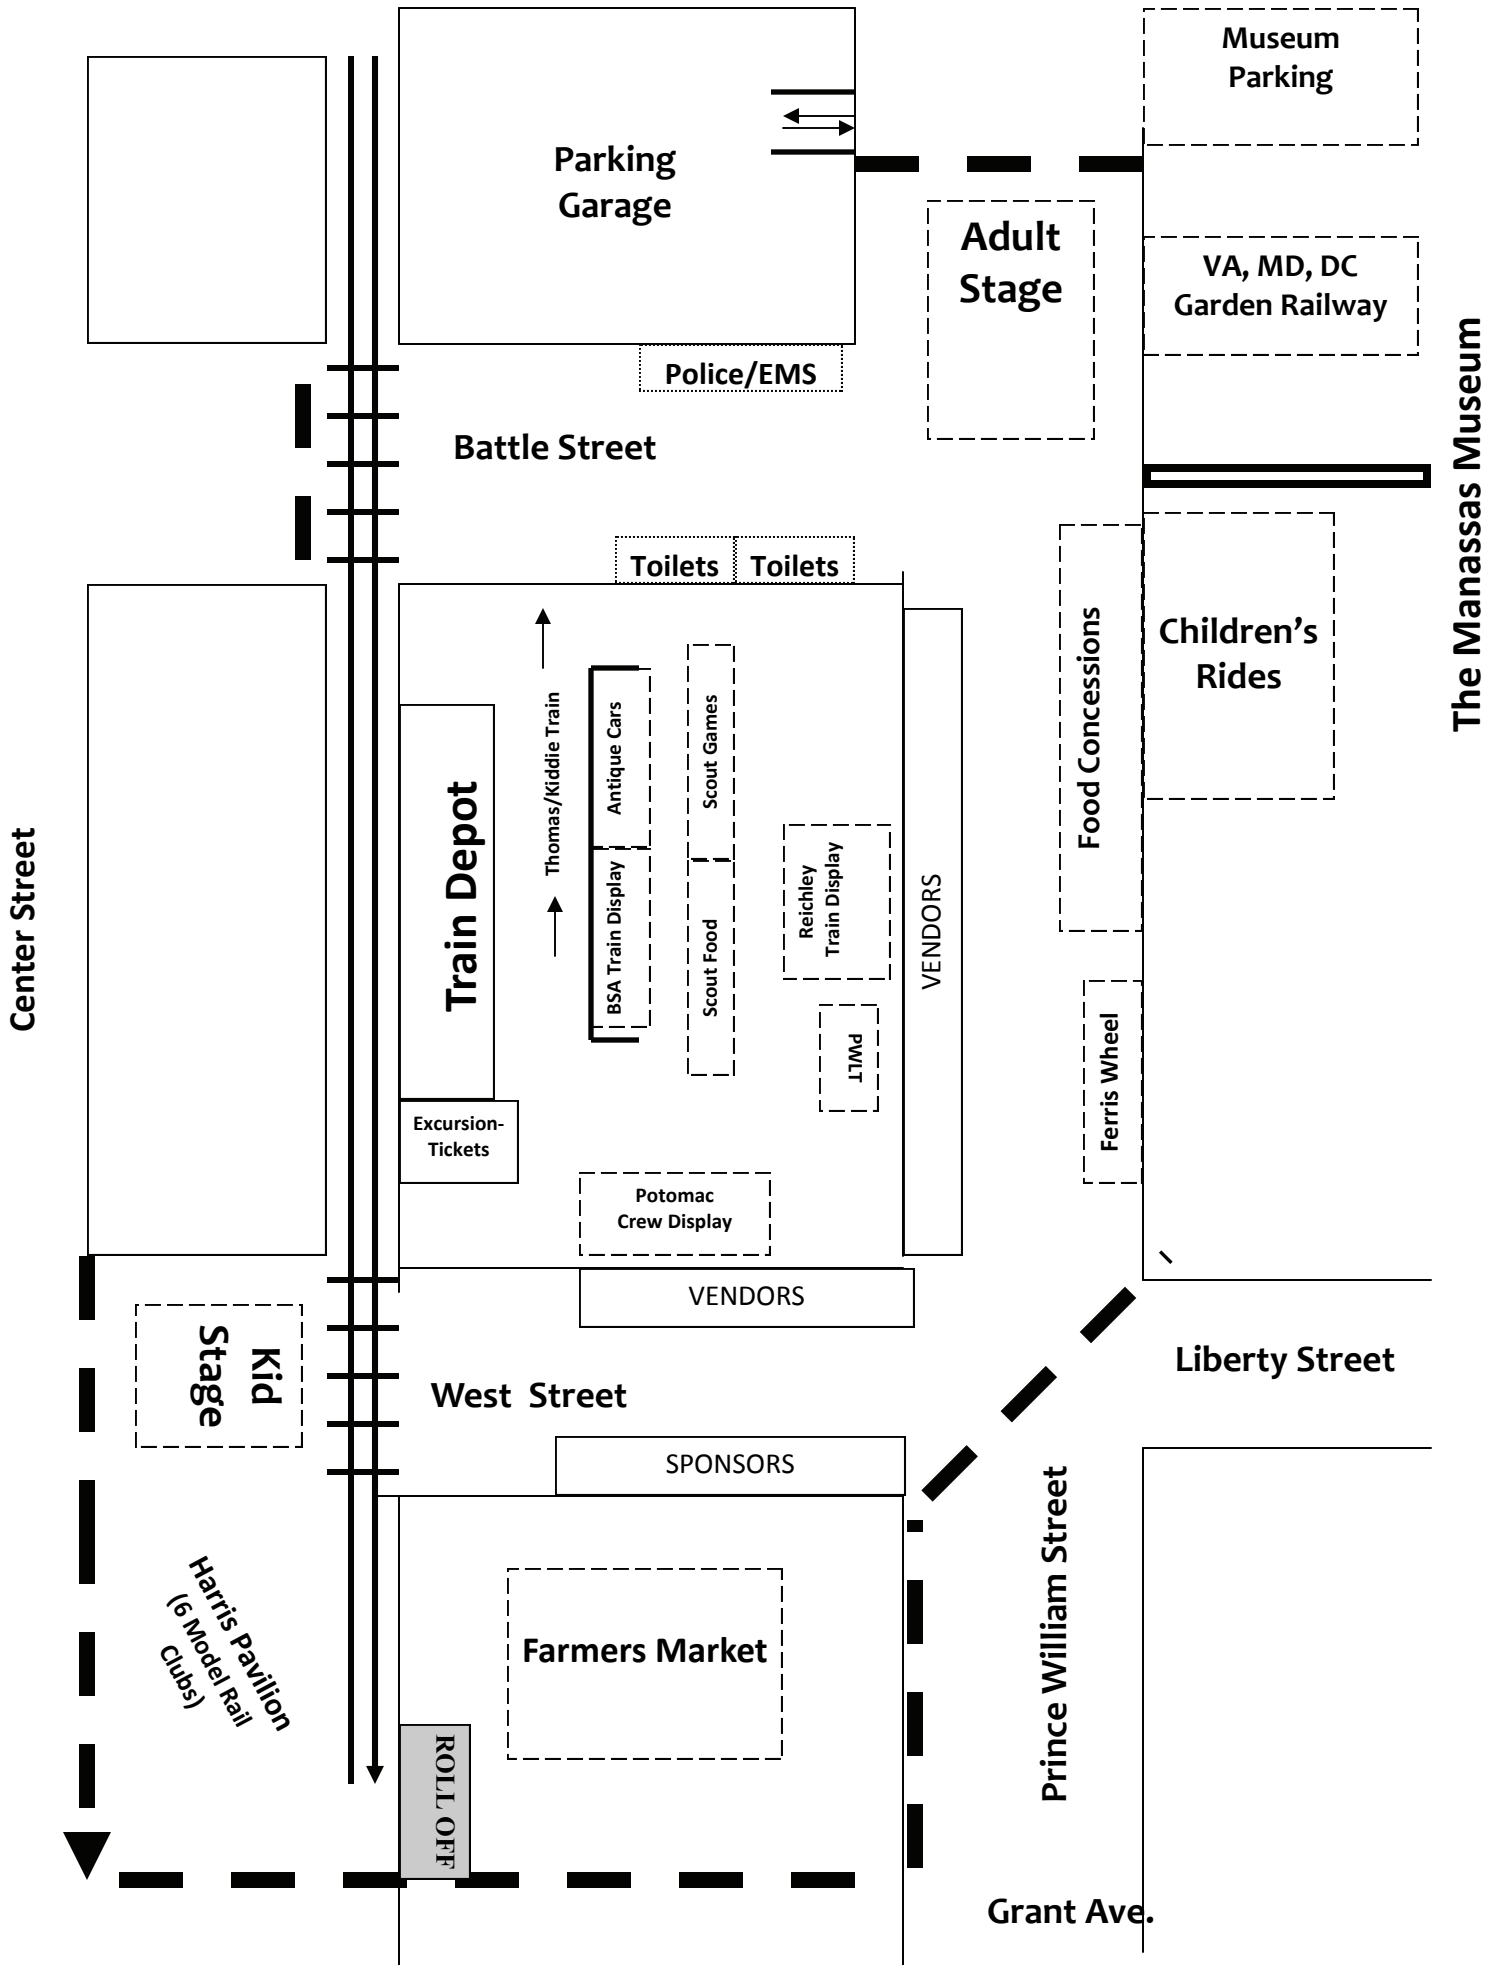 Museum
Parking
Parking
Garage
Adult
Stage
VA, MD, DC
Garden Railway
The Manassas Museum
Police/EMS
Battle Street
Toilets
Toilets
Children’s
Rides
Food Concessions
Thomas/Kiddie Train
Antique Cars
Scout Games
Train Depot
BSA Train Display
Scout Food
Reichley
Train Display
VENDORS
Center Street
PWLT
Ferris Wheel
Excursion-
Tickets
Potomac
Crew Display
VENDORS
Kid
Stage
West Street
Liberty Street
SPONSORS
Harris Pavilion
(6 Model Rail
Clubs)
Farmers Market
Prince William Street
ROLL OFF
Grant Ave.